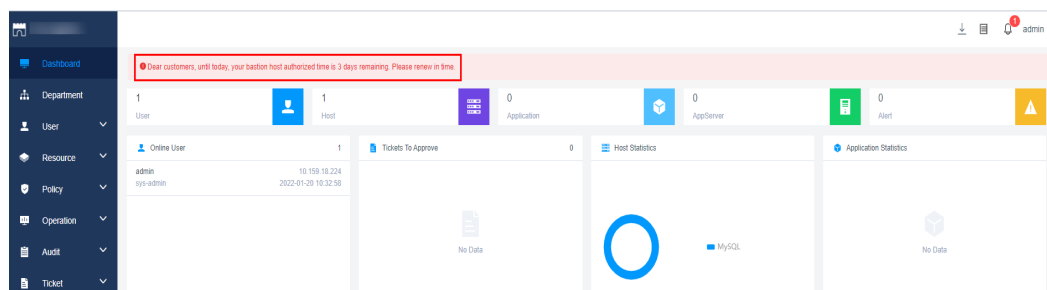 1
admin
Dashboard
Dear customers, until today, your bastion host authorized time is 3 days remaining. Please renew in time.
Department
User
Resource
Policy
Operation
Audit
Ticket
1
User
1
Host
0
Application
0
AppServer
0
Alert
Online User 1
admin 10.159.18.224
sys-admin 2022-01-20 10:32:58
Tickets To Approve 0
No Data
Host Statistics
MySQL
Application Statistics
No Data